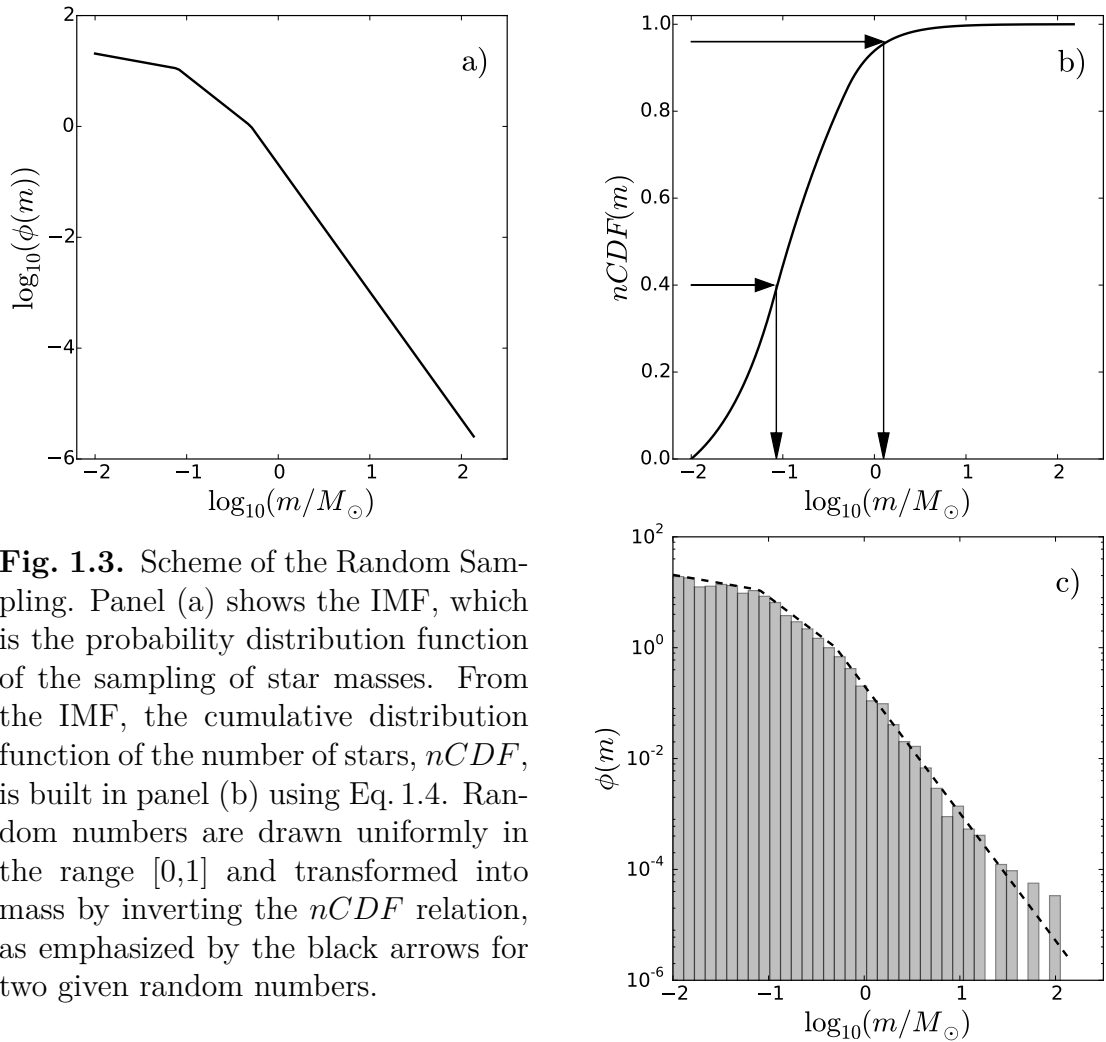 2
0
−2
−4
−6
−2 −1 0 1 2
log₁₀(ϕ(m))
log₁₀(m/M⊙)
a)
1.0
0.8
0.6
0.4
0.2
0.0
−2 −1 0 1 2
nCDF(m)
log₁₀(m/M⊙)
b)
Fig. 1.3. Scheme of the Random Sam-
pling. Panel (a) shows the IMF, which
is the probability distribution function
of the sampling of star masses. From
the IMF, the cumulative distribution
function of the number of stars, nCDF,
is built in panel (b) using Eq. 1.4. Ran-
dom numbers are drawn uniformly in
the range [0,1] and transformed into
mass by inverting the nCDF relation,
as emphasized by the black arrows for
two given random numbers.
10²
10⁰
10⁻²
10⁻⁴
10⁻⁶
−2 −1 0 1 2
ϕ(m)
log₁₀(m/M⊙)
c)